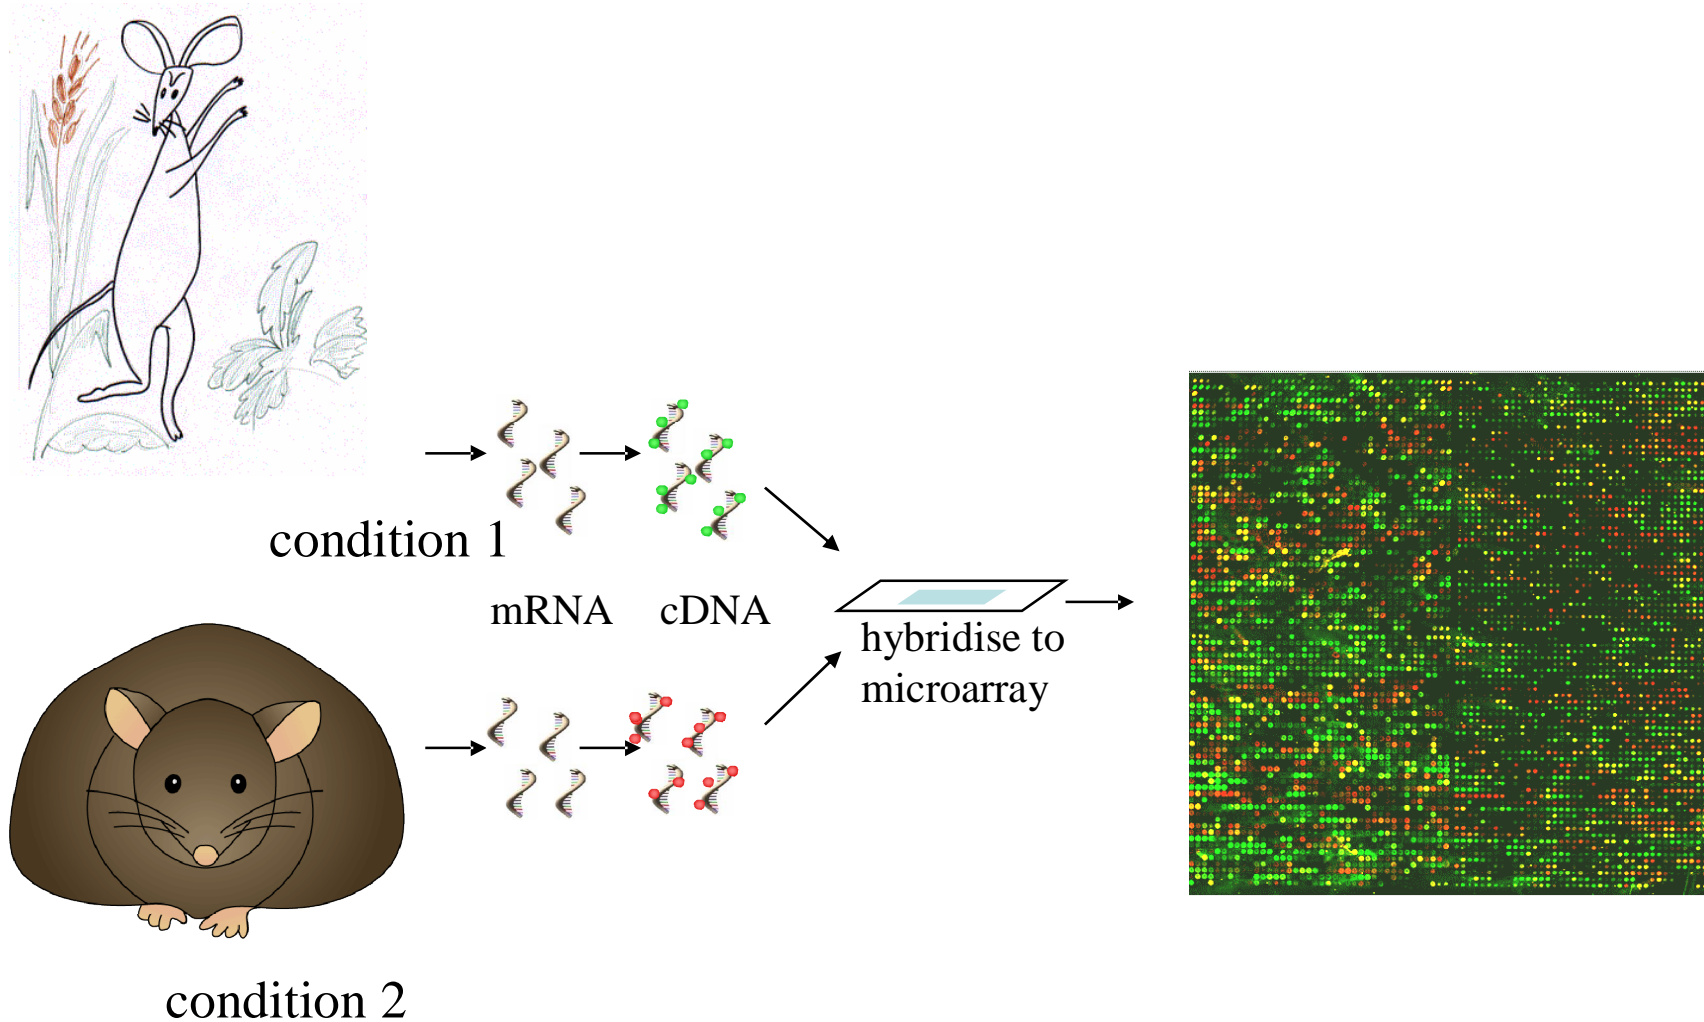 condition 1
mRNA
cDNA
hybridise to
microarray
condition 2